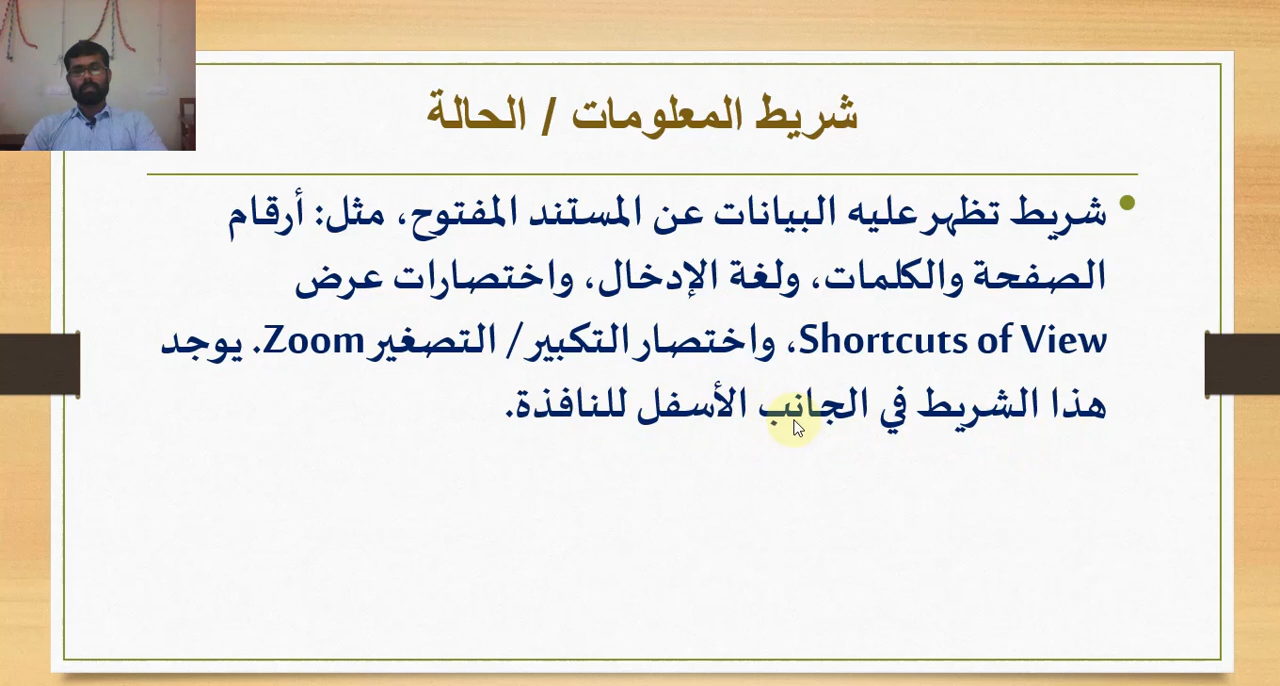 شريط المعلومات / الحالة
شريط تظهر عليه البيانات عن المستند المفتوح، مثل: أرقام
الصفحة والكلمات، ولغة الإدخال، واختصارات عرض
Shortcuts of View، واختصار التكبير / التصغير Zoom. يوجد
هذا الشريط في الجانب الأسفل للنافذة.